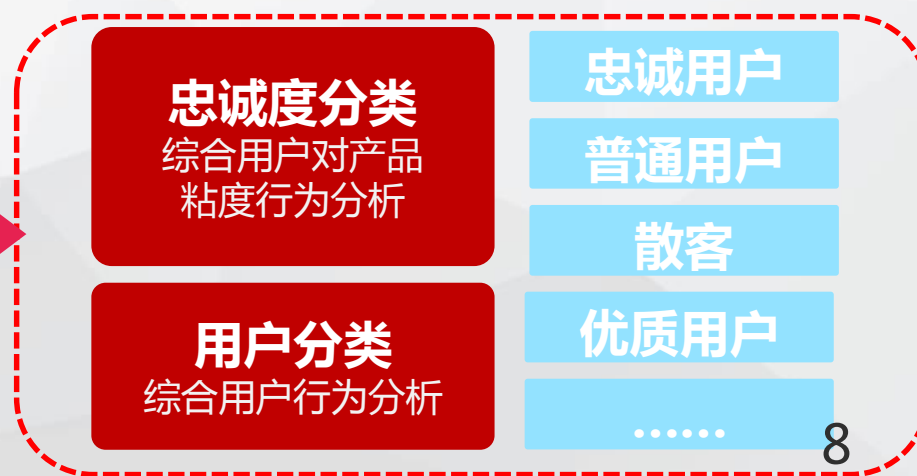 忠诚度分类
综合用户对产品
粘度行为分析
忠诚用户
普通用户
散客
用户分类
综合用户行为分析
优质用户
······
8